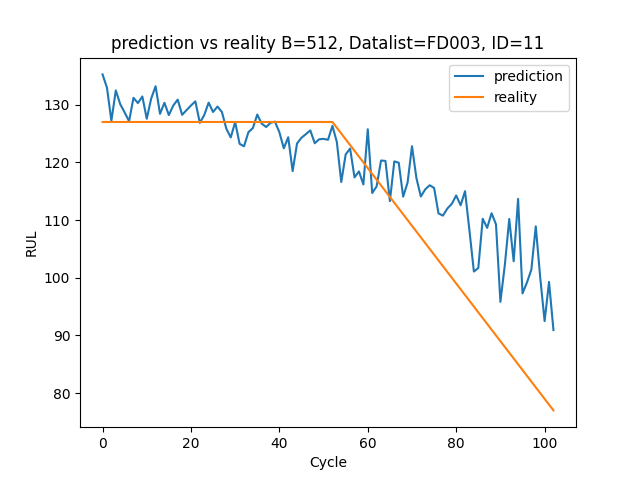 prediction vs reality B=512, Datalist=FD003, ID=11
prediction
reality
RUL
130
120
110
100
90
80
0 20 40 60 80 100
Cycle